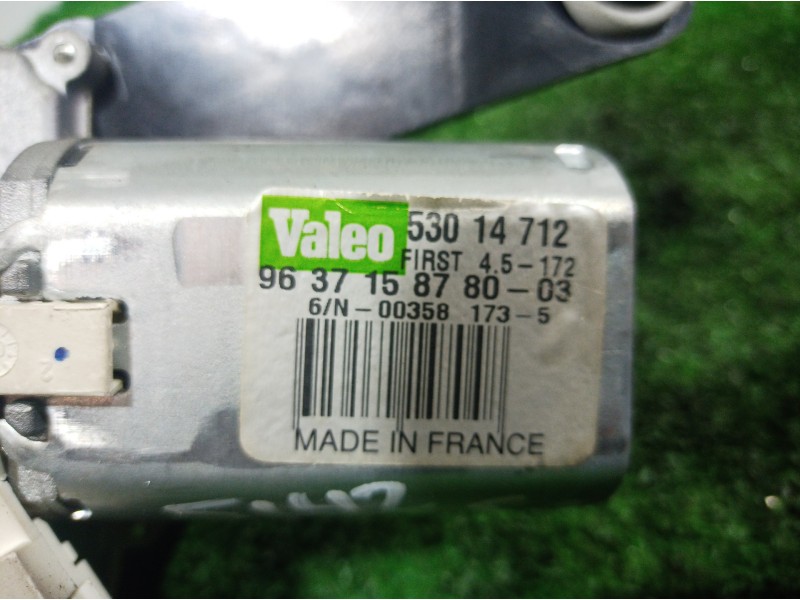 Valeo 530 14 712
FIRST 4.5-172
96 37 15 87 80-03
6/N-00358 173-5
MADE IN FRANCE